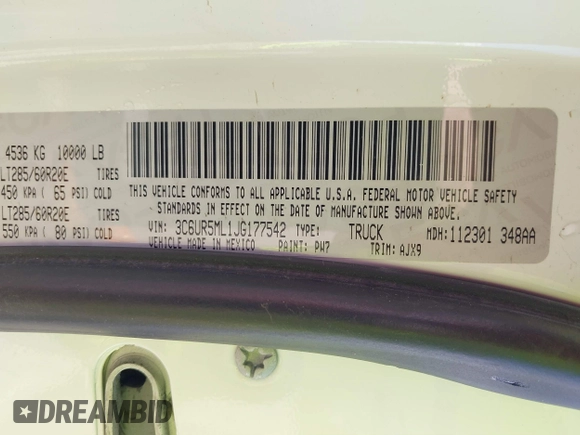 4536 KG 10000 LB
LT285/60R20E TIRES
450 KPA ( 65 PSI) COLD
LT285/60R20E TIRES
550 KPA ( 80 PSI) COLD
THIS VEHICLE CONFORMS TO ALL APPLICABLE U.S.A. FEDERAL MOTOR VEHICLE SAFETY
STANDARDS IN EFFECT ON THE DATE OF MANUFACTURE SHOWN ABOVE.
VIN: 3C6UR5ML1JG177542 TYPE: TRUCK MDH: 112301 348AA
VEHICLE MADE IN MEXICO PAINT: PW7 TRIM: AJX9
DREAMBID